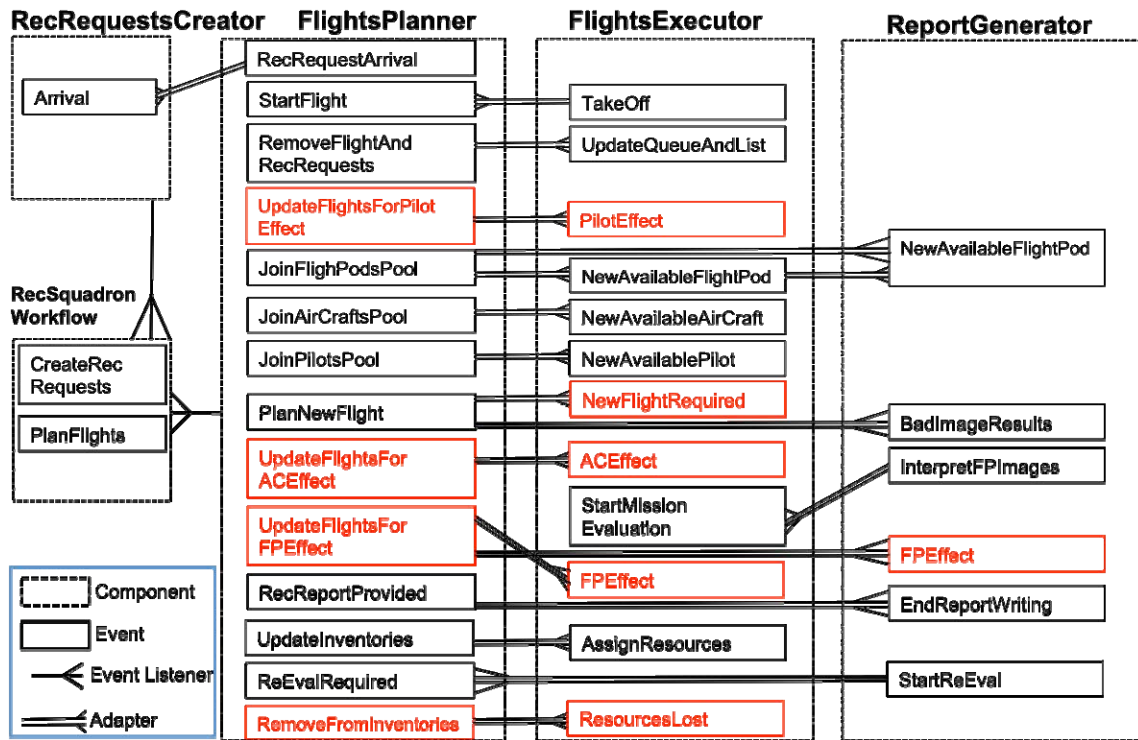 RecRequestsCreator
FlightsPlanner
FlightsExecutor
ReportGenerator
Arrival
RecSquadron
Workflow
CreateRec
Requests
PlanFlights
RecRequestArrival
StartFlight
RemoveFlightAnd
RecRequests
UpdateFlightsForPilot
Effect
JoinFlighPodsPool
JoinAirCraftsPool
JoinPilotsPool
PlanNewFlight
UpdateFlightsFor
ACEffect
UpdateFlightsFor
FPEffect
RecReportProvided
UpdateInventories
ReEvalRequired
RemoveFromInventories
TakeOff
UpdateQueueAndList
PilotEffect
NewAvailableFlightPod
NewAvailableAirCraft
NewAvailablePilot
NewFlightRequired
ACEffect
StartMission
Evaluation
FPEffect
AssignResources
ResourcesLost
NewAvailableFlightPod
BadImageResults
InterpretFPImages
FPEffect
EndReportWriting
StartReEval
Component
Event
Event Listener
Adapter